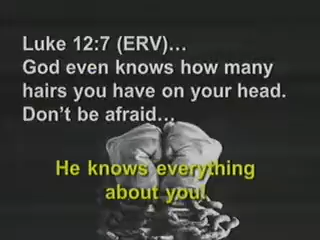 Luke 12:7 (ERV)…
God even knows how many
hairs you have on your head.
Don't be afraid…
He knows everything
about you!